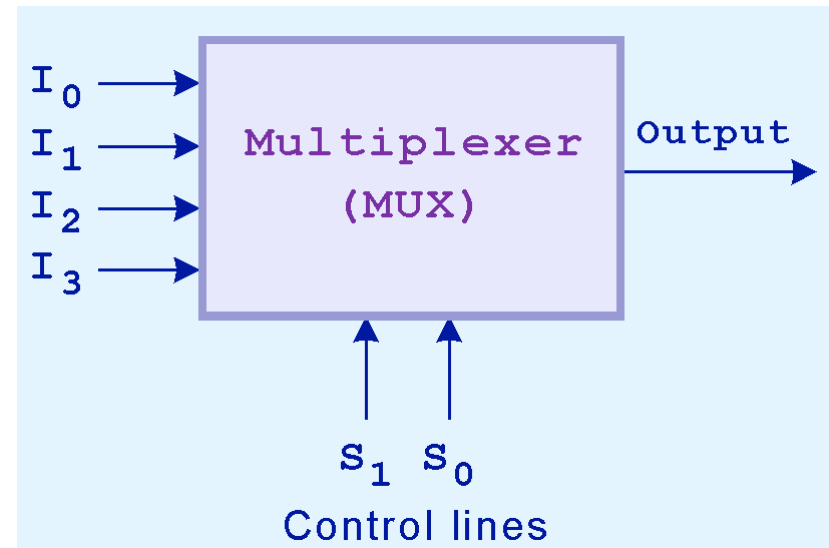 I0
I1
I2
I3
Multiplexer
(MUX)
Output
S1 S0
Control lines